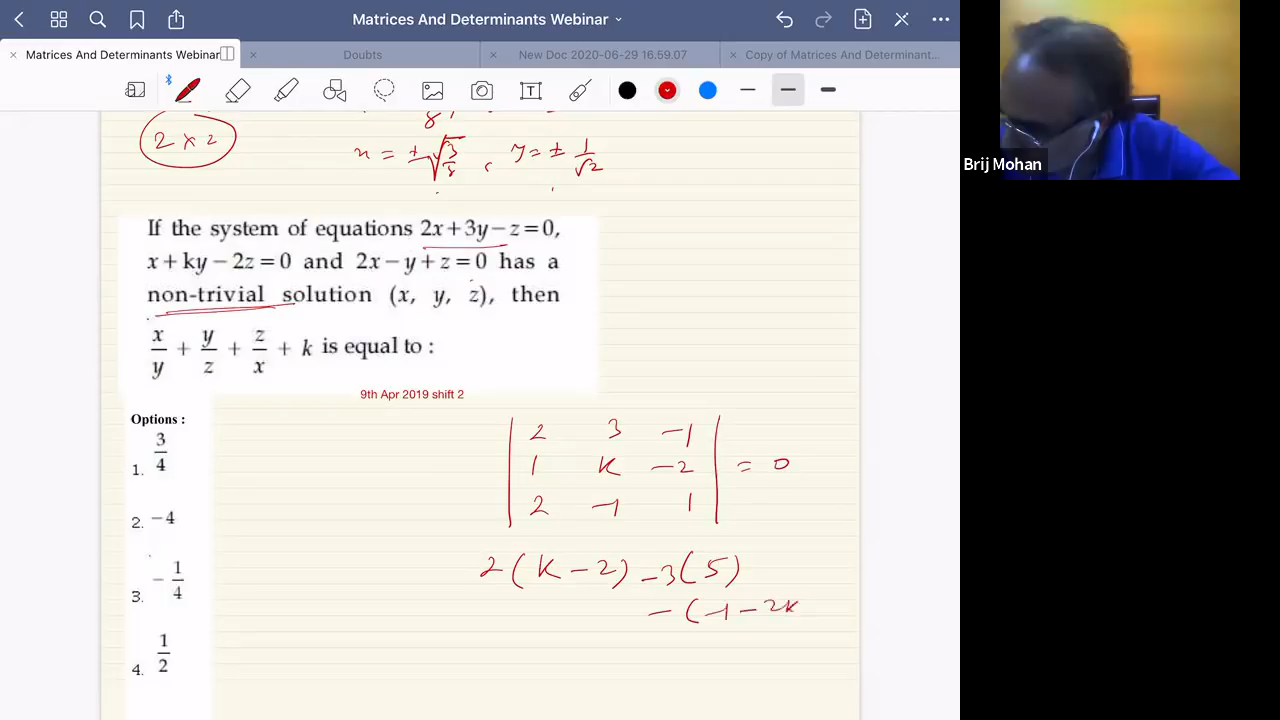 Matrices And Determinants Webinar
Matrices And Determinants Webinar
Doubts
New Doc 2020-06-29 16.59.07
Copy of Matrices And Determinant...
T
8
2 × 2
x = ± √3/8 , y = ± 1/√2
If the system of equations 2x+3y−z=0,
x+ky−2z=0 and 2x−y+z=0 has a
non-trivial solution (x, y, z), then
x/y + y/z + z/x + k is equal to :
9th Apr 2019 shift 2
Options :
1. 3/4
2. −4
3. −1/4
4. 1/2
2 3 −1
1 k −2 = 0
2 −1 1
2(k−2) −3(5)
−(−1−2k
Brij Mohan